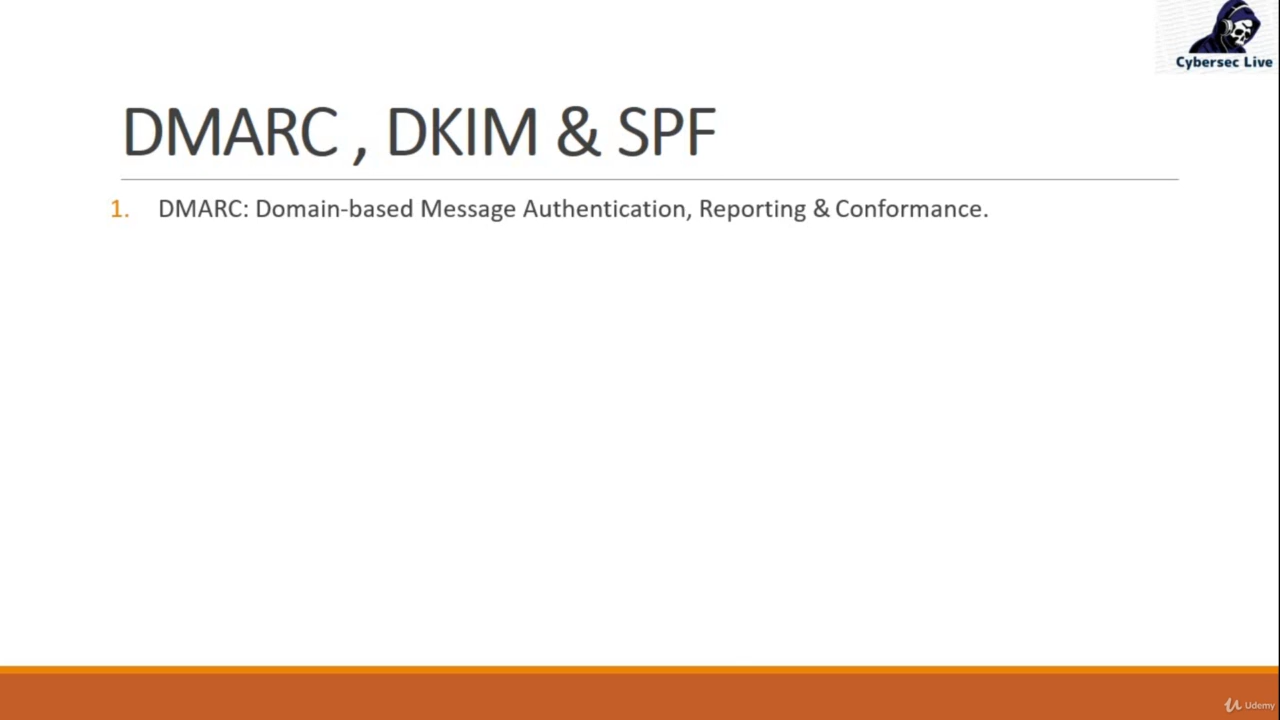 Cybersec Live
DMARC , DKIM & SPF
1. DMARC: Domain-based Message Authentication, Reporting & Conformance.
Udemy